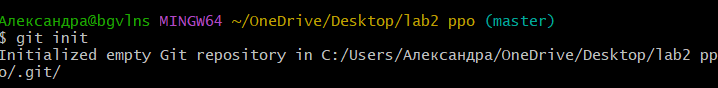 Александра@bgvlns MINGW64 ~/OneDrive/Desktop/lab2 ppo (master)
$ git init
Initialized empty Git repository in C:/Users/Александра/OneDrive/Desktop/lab2 pp
o/.git/